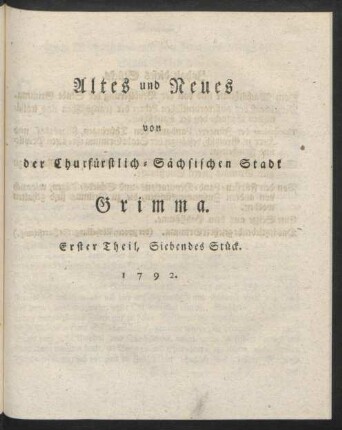 Altes und Neues
von
der Churfürstlich-Sächsischen Stadt
Grimma.
Erster Theil, Siebendes Stück.
1792.